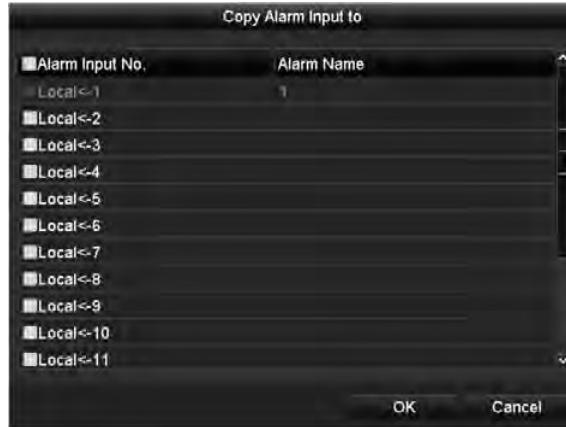 Copy Alarm Input to
Alarm Input No. Alarm Name
Local<-1 1
Local<-2
Local<-3
Local<-4
Local<-5
Local<-6
Local<-7
Local<-8
Local<-9
Local<-10
Local<-11
OK Cancel